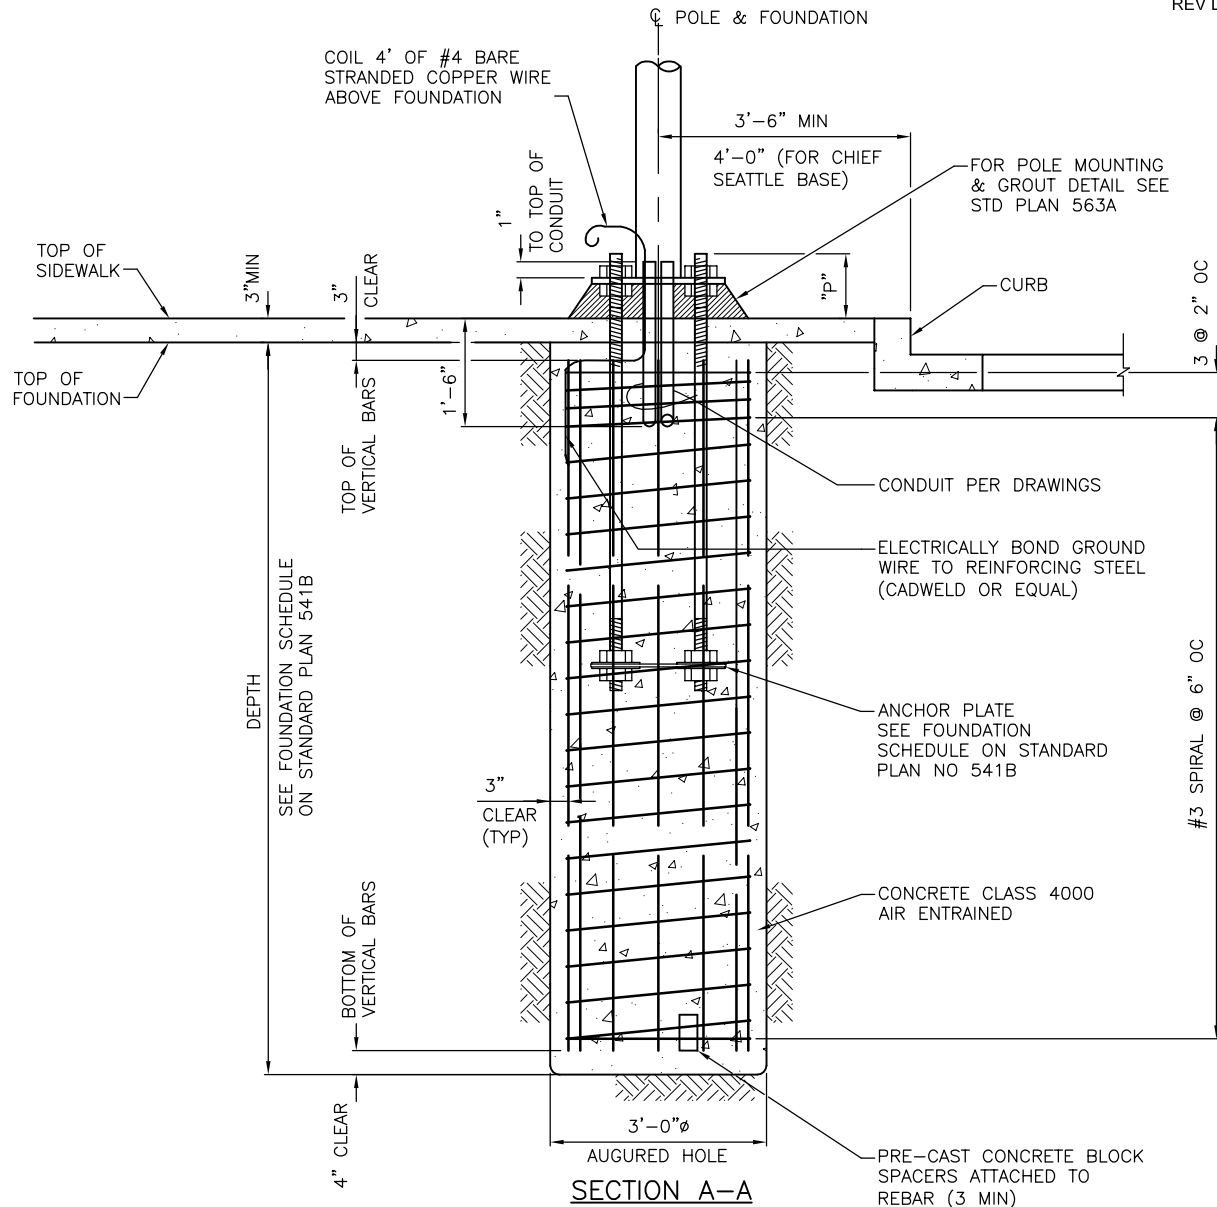 REV D
℄ POLE & FOUNDATION
COIL 4' OF #4 BARE
STRANDED COPPER WIRE
ABOVE FOUNDATION
3'-6" MIN
4'-0" (FOR CHIEF
SEATTLE BASE)
FOR POLE MOUNTING
& GROUT DETAIL SEE
STD PLAN 563A
1"
TO TOP OF
CONDUIT
TOP OF
SIDEWALK
3"MIN
3"
CLEAR
"P"
CURB
3 @ 2" OC
TOP OF
FOUNDATION
1'-6"
TOP OF
VERTICAL BARS
CONDUIT PER DRAWINGS
ELECTRICALLY BOND GROUND
WIRE TO REINFORCING STEEL
(CADWELD OR EQUAL)
DEPTH
SEE FOUNDATION SCHEDULE
ON STANDARD PLAN 541B
ANCHOR PLATE
SEE FOUNDATION
SCHEDULE ON STANDARD
PLAN NO 541B
#3 SPIRAL @ 6" OC
3"
CLEAR
(TYP)
CONCRETE CLASS 4000
AIR ENTRAINED
BOTTOM OF
VERTICAL BARS
4" CLEAR
3'-0"ø
AUGURED HOLE
PRE-CAST CONCRETE BLOCK
SPACERS ATTACHED TO
REBAR (3 MIN)
SECTION A-A